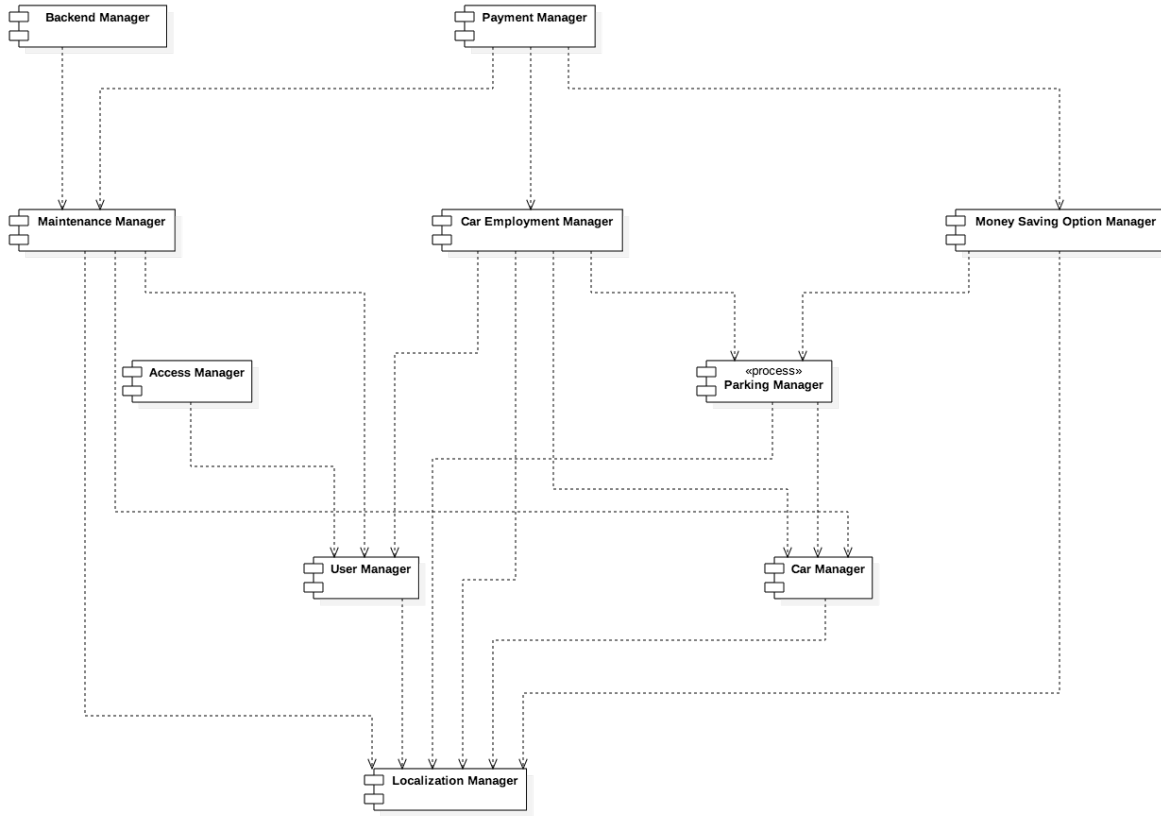 Backend Manager
Payment Manager
Maintenance Manager
Car Employment Manager
Money Saving Option Manager
Access Manager
«process»
Parking Manager
User Manager
Car Manager
Localization Manager